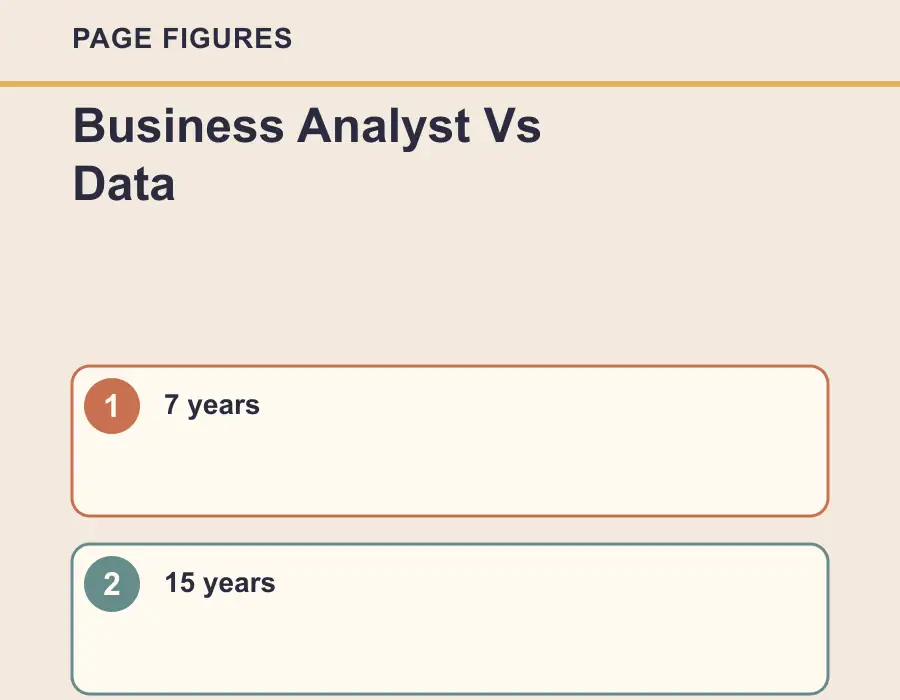 PAGE FIGURES
Business Analyst Vs
Data
1 7 years
2 15 years